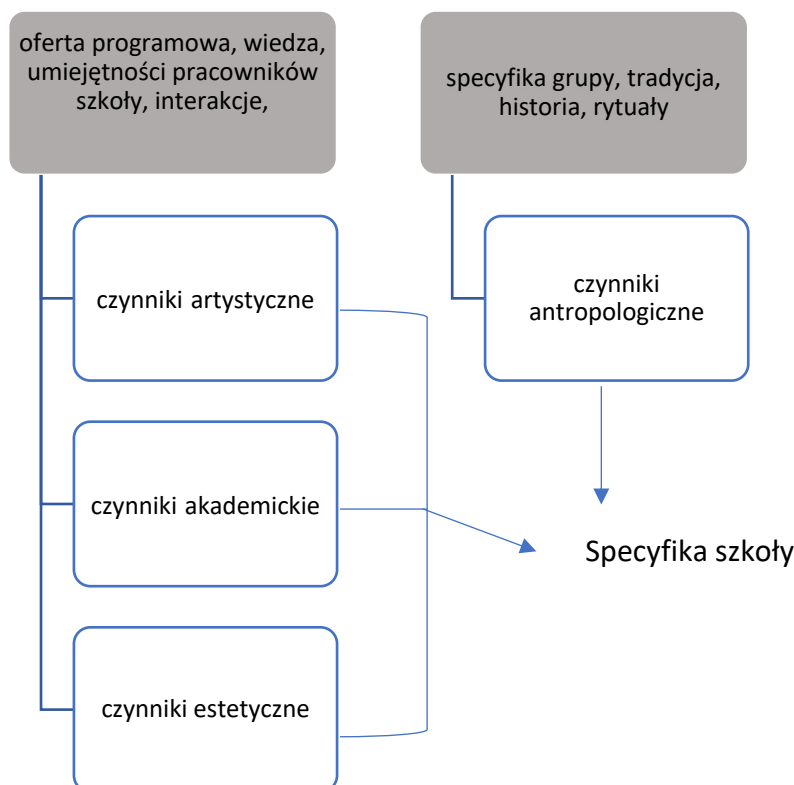 oferta programowa, wiedza,
umiejętności pracowników
szkoły, interakcje,
specyfika grupy, tradycja,
historia, rytuały
czynniki artystyczne
czynniki
antropologiczne
czynniki akademickie
Specyfika szkoły
czynniki estetyczne